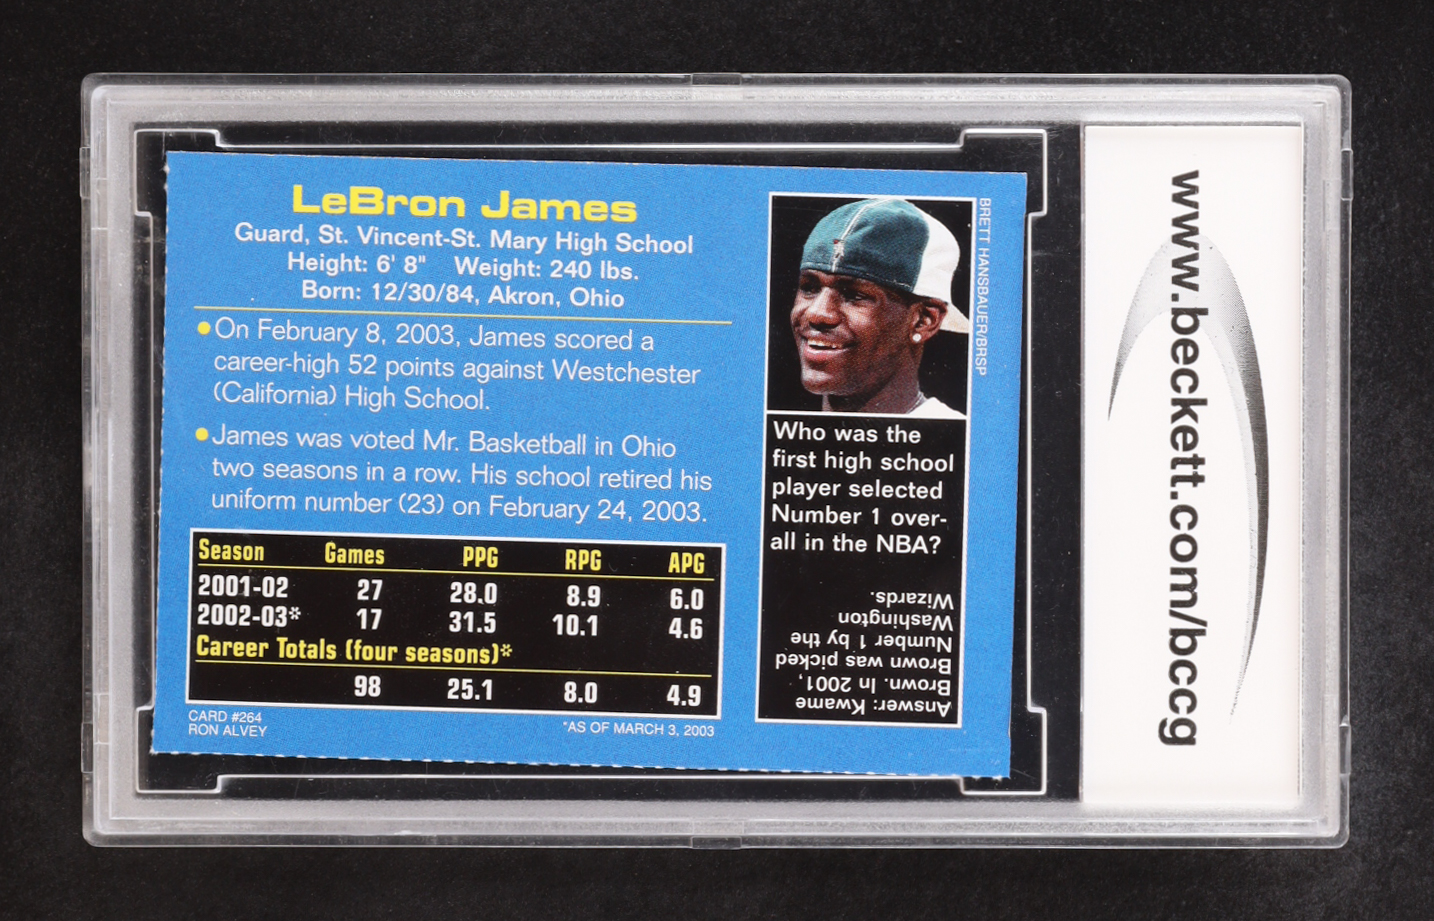 LeBron James
Guard, St. Vincent-St. Mary High School
Height: 6' 8" Weight: 240 lbs.
Born: 12/30/84, Akron, Ohio
•On February 8, 2003, James scored a
career-high 52 points against Westchester
(California) High School.
•James was voted Mr. Basketball in Ohio
two seasons in a row. His school retired his
uniform number (23) on February 24, 2003.
Season Games PPG RPG APG
2001-02 27 28.0 8.9 6.0
2002-03* 17 31.5 10.1 4.6
Career Totals (four seasons)*
98 25.1 8.0 4.9
CARD #264
RON ALVEY
*AS OF MARCH 3, 2003
BRETT HANSBAUER/BRSP
Who was the
first high school
player selected
Number 1 over-
all in the NBA?
Answer: Kwame
Brown. In 2001,
Brown was picked
Number 1 by the
Washington
Wizards.
www.beckett.com/bccg